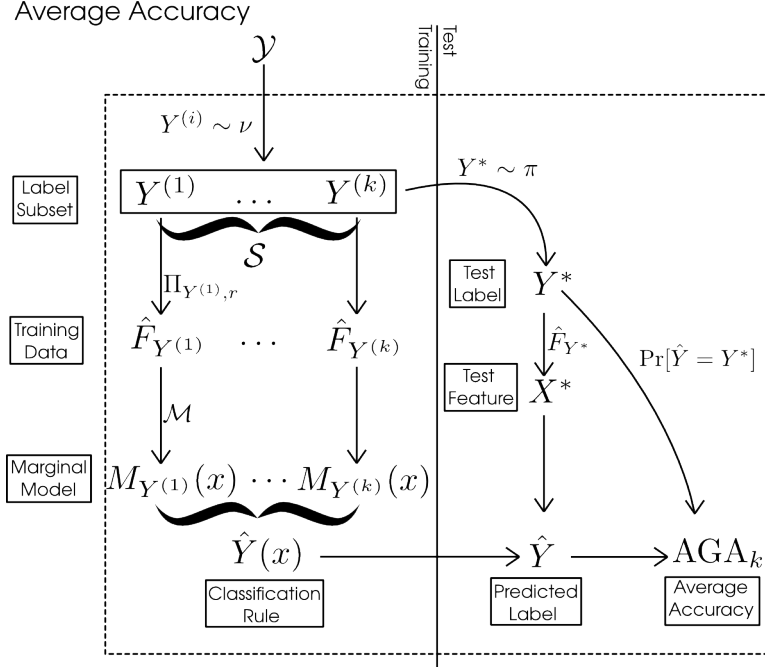 Average Accuracy
𝒴
Training
Test
Y^{(i)} ∼ ν
Label
Subset
Y^{(1)} … Y^{(k)}
Y* ∼ π
𝒮
Π_{Y^{(1)},r}
Test
Label
Y*
Training
Data
F̂_{Y^{(1)}} … F̂_{Y^{(k)}}
F̂_{Y*}
Pr[Ŷ = Y*]
Test
Feature
X*
ℳ
Marginal
Model
M_{Y^{(1)}}(x) ⋯ M_{Y^{(k)}}(x)
Ŷ(x)
Ŷ
AGA_k
Classification
Rule
Predicted
Label
Average
Accuracy